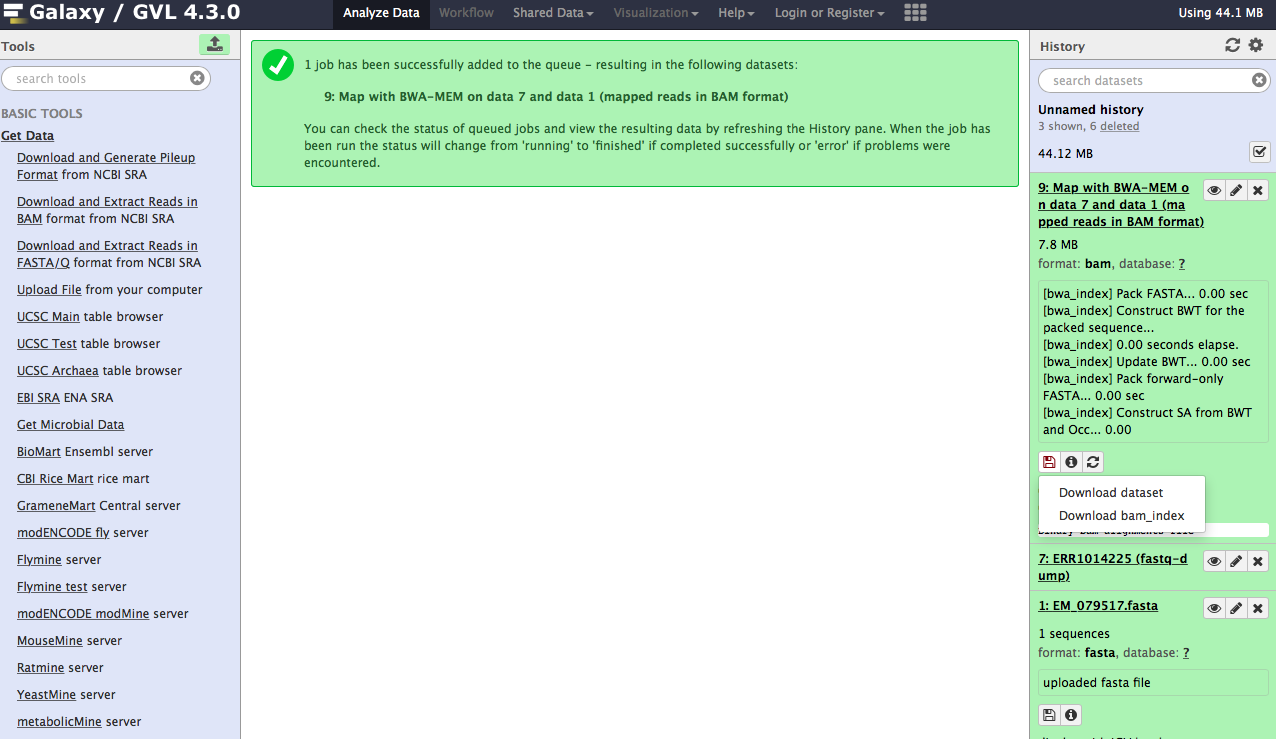 Galaxy / GVL 4.3.0
Analyze Data
Workflow
Shared Data
Visualization
Help
Login or Register
Using 44.1 MB
Tools
search tools
BASIC TOOLS
Get Data
Download and Generate Pileup
Format from NCBI SRA
Download and Extract Reads in
BAM format from NCBI SRA
Download and Extract Reads in
FASTA/Q format from NCBI SRA
Upload File from your computer
UCSC Main table browser
UCSC Test table browser
UCSC Archaea table browser
EBI SRA ENA SRA
Get Microbial Data
BioMart Ensembl server
CBI Rice Mart rice mart
GrameneMart Central server
modENCODE fly server
Flymine server
Flymine test server
modENCODE modMine server
MouseMine server
Ratmine server
YeastMine server
metabolicMine server
1 job has been successfully added to the queue - resulting in the following datasets:
9: Map with BWA-MEM on data 7 and data 1 (mapped reads in BAM format)
You can check the status of queued jobs and view the resulting data by refreshing the History pane. When the job has
been run the status will change from 'running' to 'finished' if completed successfully or 'error' if problems were
encountered.
History
search datasets
Unnamed history
3 shown, 6 deleted
44.12 MB
9: Map with BWA-MEM o
n data 7 and data 1 (ma
pped reads in BAM format)
7.8 MB
format: bam, database: ?
[bwa_index] Pack FASTA... 0.00 sec
[bwa_index] Construct BWT for the
packed sequence...
[bwa_index] 0.00 seconds elapse.
[bwa_index] Update BWT... 0.00 sec
[bwa_index] Pack forward-only
FASTA... 0.00 sec
[bwa_index] Construct SA from BWT
and Occ... 0.00
Download dataset
Download bam_index
7: ERR1014225 (fastq-d
ump)
1: EM_079517.fasta
1 sequences
format: fasta, database: ?
uploaded fasta file